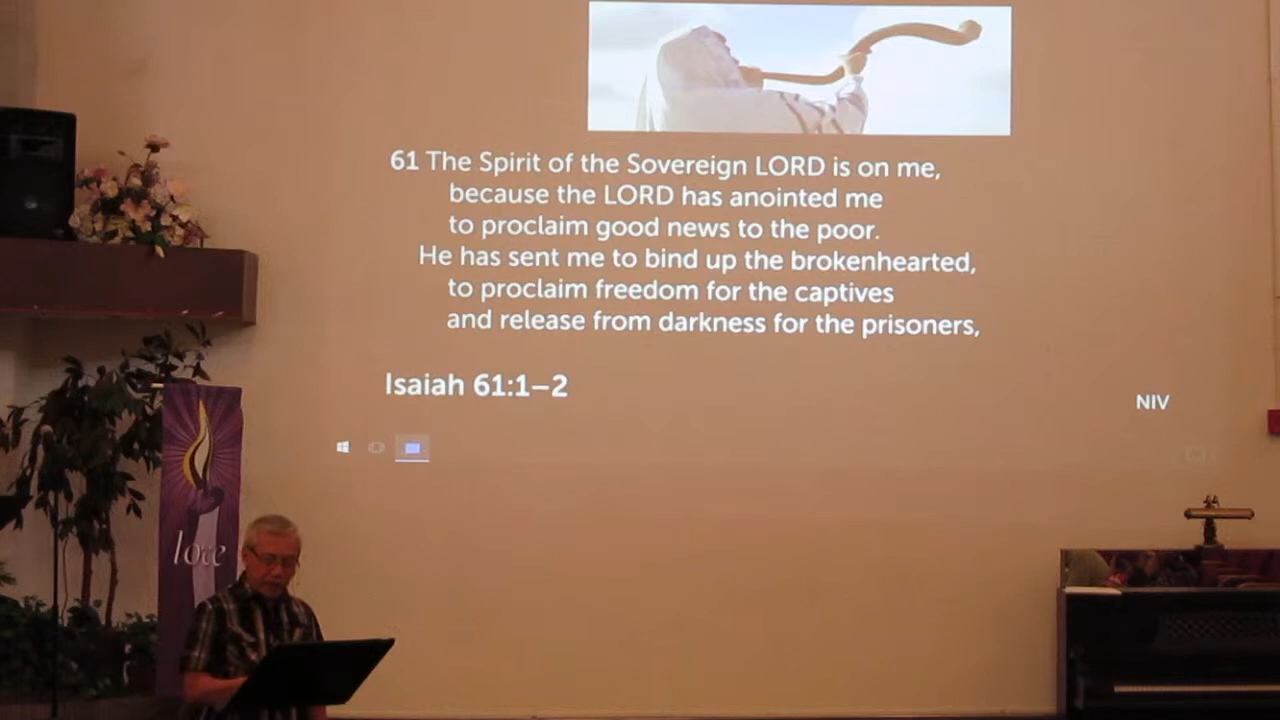 61 The Spirit of the Sovereign LORD is on me,
because the LORD has anointed me
to proclaim good news to the poor.
He has sent me to bind up the brokenhearted,
to proclaim freedom for the captives
and release from darkness for the prisoners,
Isaiah 61:1–2
NIV
love